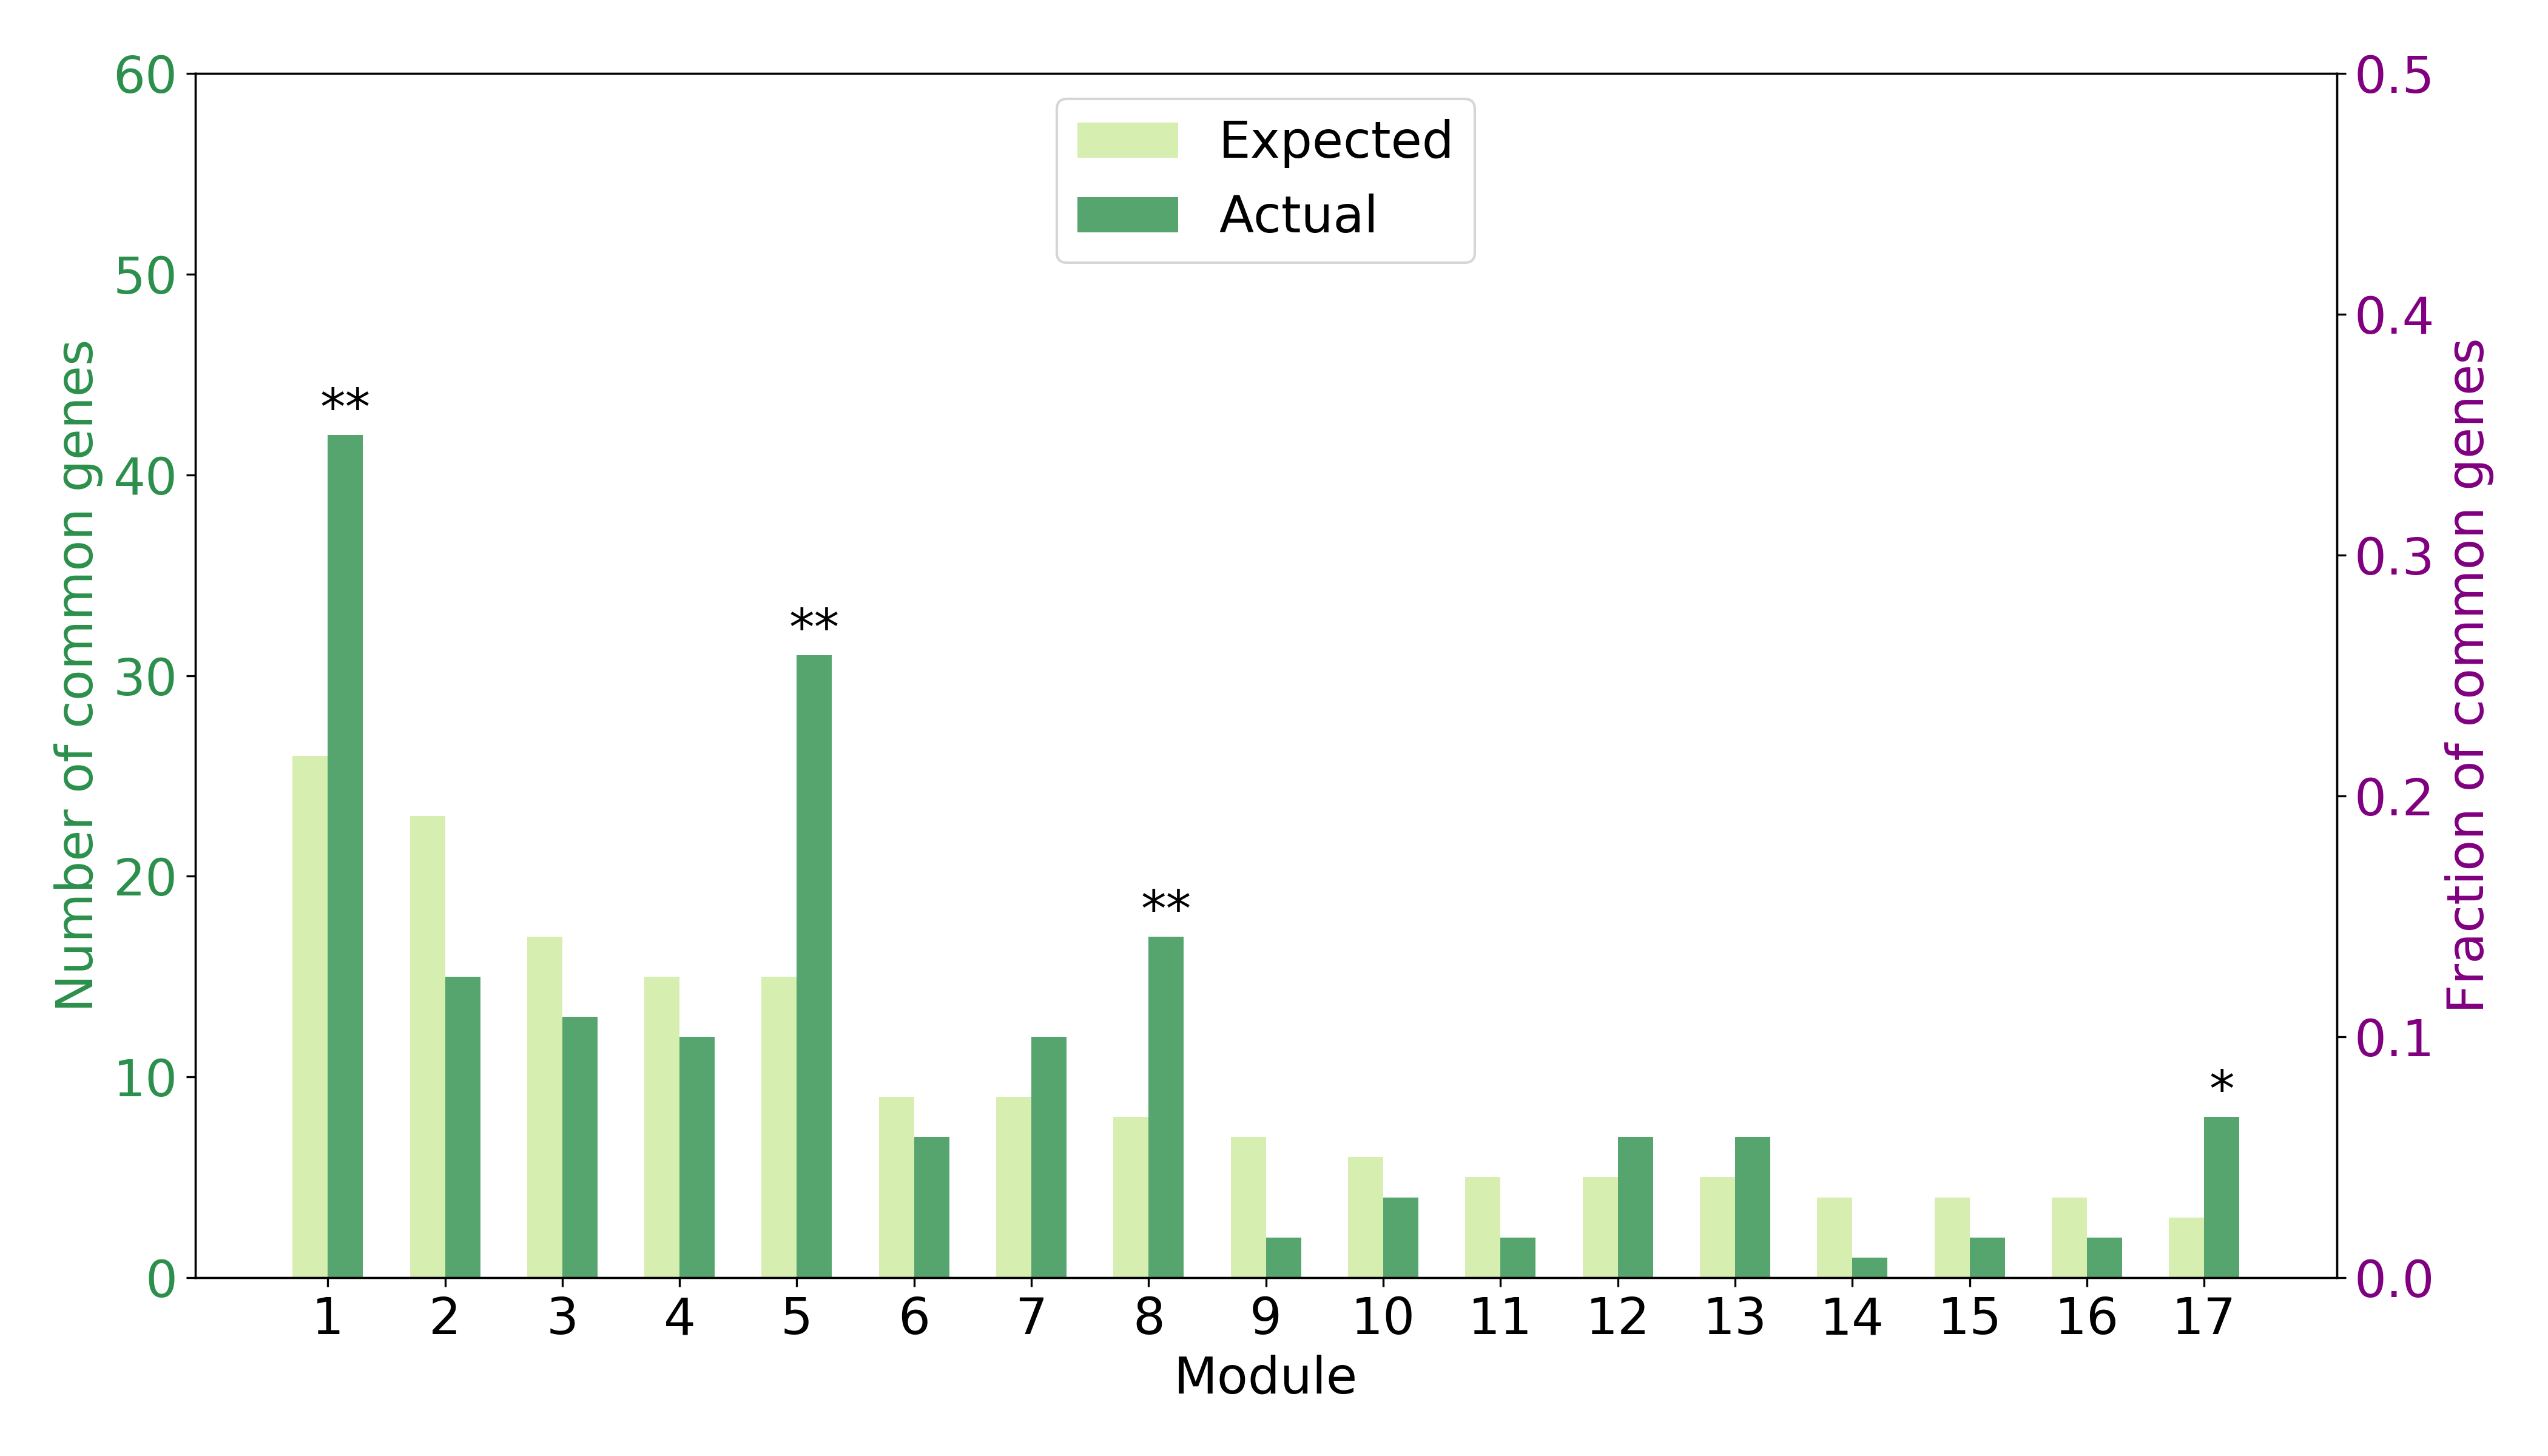 Expected
Actual
**
**
**
*
Number of common genes
60
50
40
30
20
10
0
Fraction of common genes
0.5
0.4
0.3
0.2
0.1
0.0
1 2 3 4 5 6 7 8 9 10 11 12 13 14 15 16 17
Module